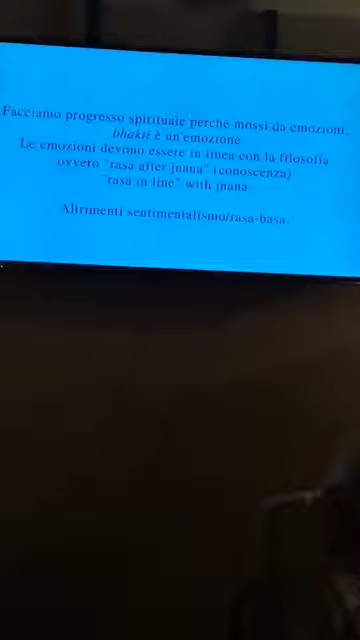 Facciamo progresso spirituale perché mossi da emozioni,
bhakti è un'emozione
Le emozioni devono essere in linea con la filosofia
ovvero "rasa after jnana" (conoscenza)
"rasa in line" with jnana
Altrimenti sentimentalismo/rasa-basa.